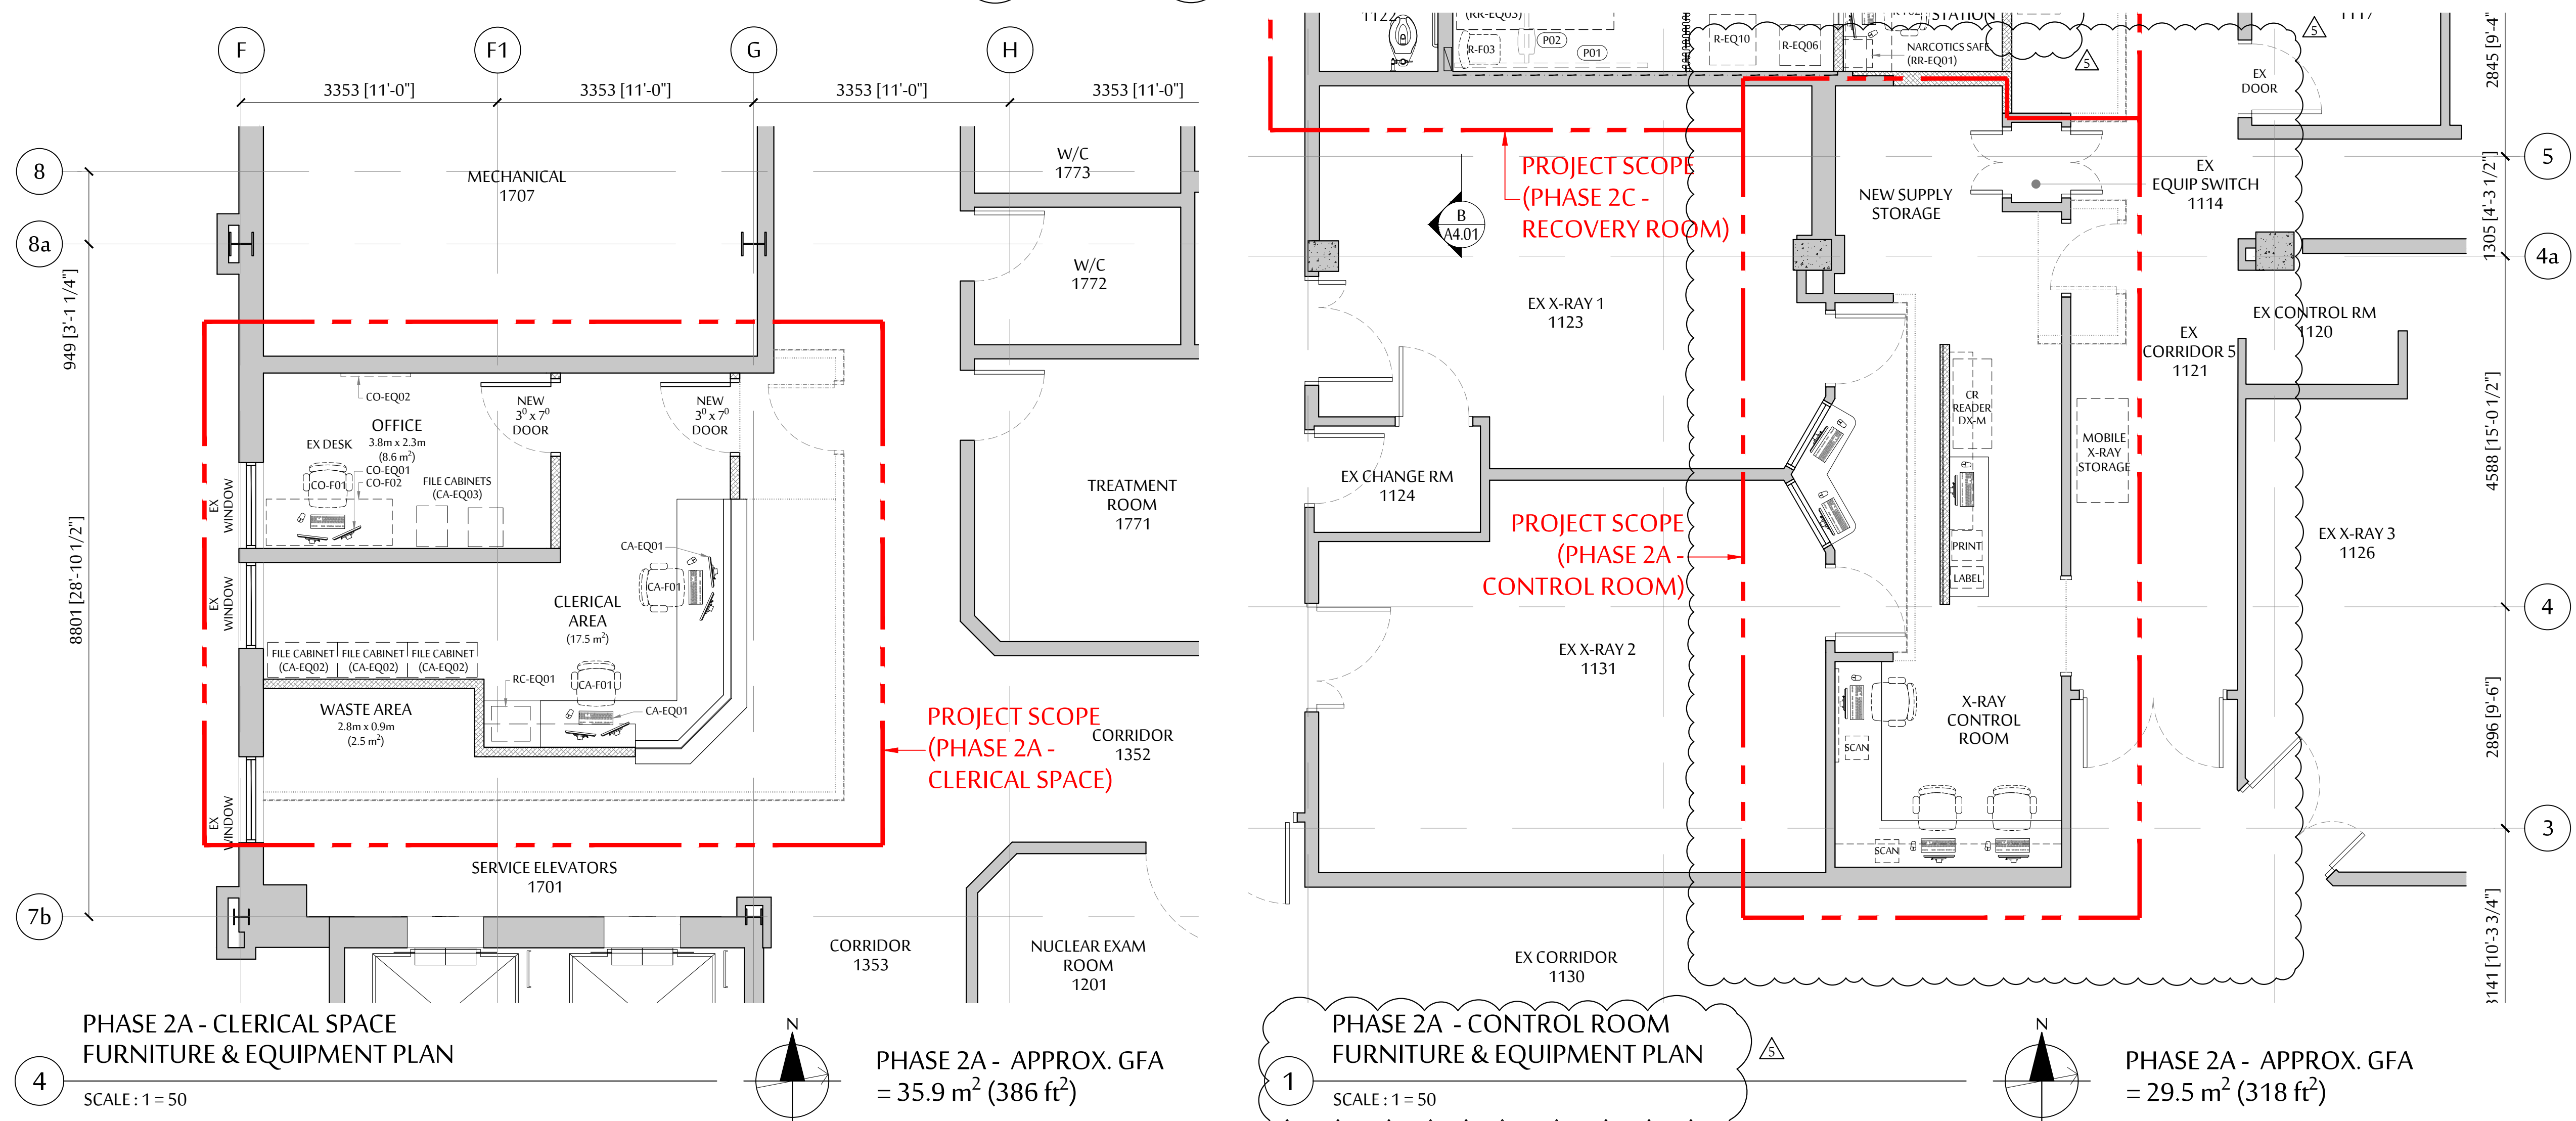 F
F1
G
H
3353 [11'-0"]
3353 [11'-0"]
3353 [11'-0"]
3353 [11'-0"]
8
8a
7b
949 [3'-1 1/4"]
8801 [28'-10 1/2"]
MECHANICAL
1707
W/C
1773
W/C
1772
CO-EQ02
OFFICE
3.8m x 2.3m
(8.6 m²)
EX DESK
CO-EQ01
CO-F02
CO-F01
FILE CABINETS
(CA-EQ03)
NEW
3⁰ x 7⁰
DOOR
NEW
3⁰ x 7⁰
DOOR
EX
WINDOW
EX
WINDOW
EX
WINDOW
TREATMENT
ROOM
1771
CA-EQ01
CA-F01
CLERICAL
AREA
(17.5 m²)
FILE CABINET
(CA-EQ02)
FILE CABINET
(CA-EQ02)
FILE CABINET
(CA-EQ02)
RC-EQ01
CA-F01
CA-EQ01
WASTE AREA
2.8m x 0.9m
(2.5 m²)
PROJECT SCOPE
(PHASE 2A -
CLERICAL SPACE)
CORRIDOR
1352
SERVICE ELEVATORS
1701
CORRIDOR
1353
NUCLEAR EXAM
ROOM
1201
PHASE 2A - CLERICAL SPACE
FURNITURE & EQUIPMENT PLAN
4
SCALE : 1 = 50
N
PHASE 2A - APPROX. GFA
= 35.9 m² (386 ft²)
1122
(RR-EQ03)
R-F03
P02
P01
R-EQ10
R-EQ06
STATION
NARCOTICS SAFE
(RR-EQ01)
5
5
1117
EX
DOOR
2845 [9'-4"
5
4a
4
3
1305 [4'-3 1/2"]
4588 [15'-0 1/2"]
2896 [9'-6"]
3141 [10'-3 3/4"]
PROJECT SCOPE
(PHASE 2C -
RECOVERY ROOM)
B
A4.01
NEW SUPPLY
STORAGE
EX
EQUIP SWITCH
1114
EX X-RAY 1
1123
EX CONTROL RM
1120
EX
CORRIDOR 5
1121
CR
READER
DX-M
MOBILE
X-RAY
STORAGE
EX CHANGE RM
1124
PROJECT SCOPE
(PHASE 2A -
CONTROL ROOM)
PRINT
LABEL
EX X-RAY 3
1126
EX X-RAY 2
1131
X-RAY
CONTROL
ROOM
SCAN
SCAN
EX CORRIDOR
1130
PHASE 2A - CONTROL ROOM
FURNITURE & EQUIPMENT PLAN
5
1
SCALE : 1 = 50
N
PHASE 2A - APPROX. GFA
= 29.5 m² (318 ft²)